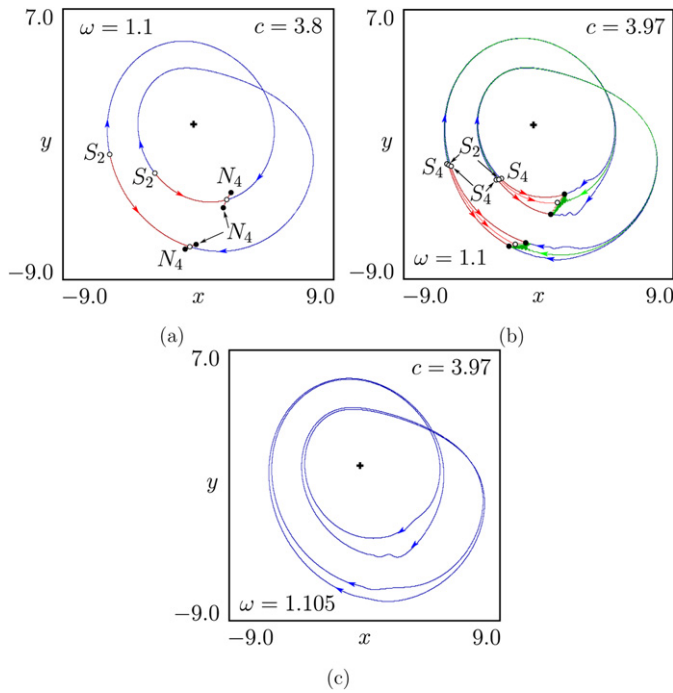 7.0
ω = 1.1
c = 3.8
y
S₂
S₂
N₄
N₄
N₄
−9.0
−9.0
x
9.0
(a)
7.0
c = 3.97
y
S₂
S₄
S₄
S₄
ω = 1.1
−9.0
−9.0
x
9.0
(b)
7.0
c = 3.97
y
ω = 1.105
−9.0
−9.0
x
9.0
(c)